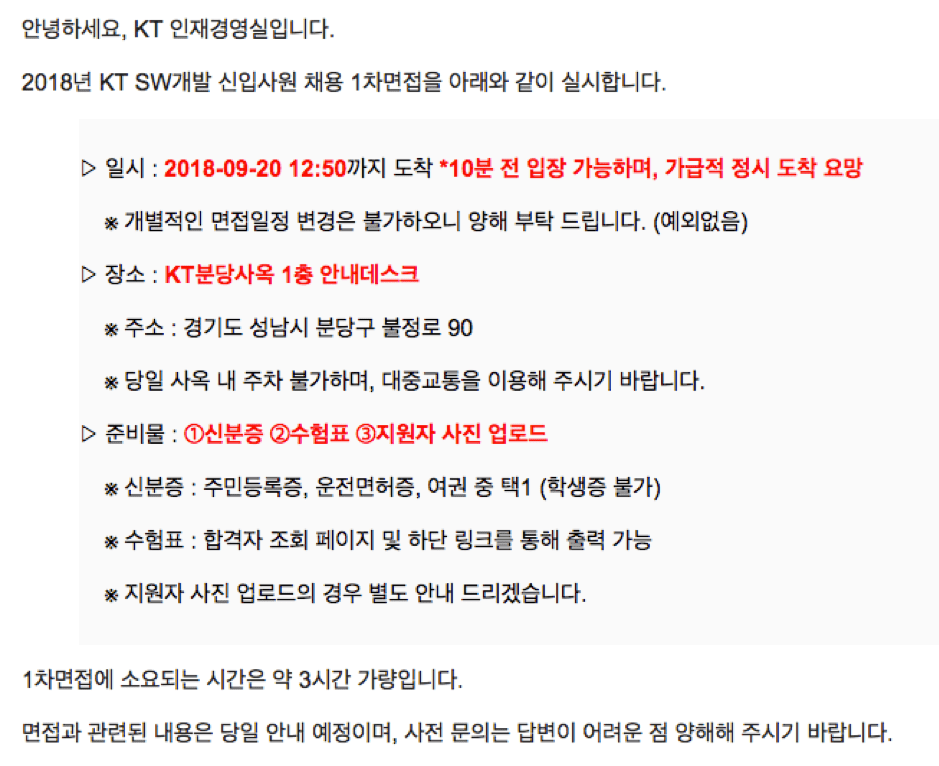 안녕하세요, KT 인재경영실입니다.
2018년 KT SW개발 신입사원 채용 1차면접을 아래와 같이 실시합니다.
▷ 일시 : 2018-09-20 12:50까지 도착 *10분 전 입장 가능하며, 가급적 정시 도착 요망
※ 개별적인 면접일정 변경은 불가하오니 양해 부탁 드립니다. (예외없음)
▷ 장소 : KT분당사옥 1층 안내데스크
※ 주소 : 경기도 성남시 분당구 불정로 90
※ 당일 사옥 내 주차 불가하며, 대중교통을 이용해 주시기 바랍니다.
▷ 준비물 : ①신분증 ②수험표 ③지원자 사진 업로드
※ 신분증 : 주민등록증, 운전면허증, 여권 중 택1 (학생증 불가)
※ 수험표 : 합격자 조회 페이지 및 하단 링크를 통해 출력 가능
※ 지원자 사진 업로드의 경우 별도 안내 드리겠습니다.
1차면접에 소요되는 시간은 약 3시간 가량입니다.
면접과 관련된 내용은 당일 안내 예정이며, 사전 문의는 답변이 어려운 점 양해해 주시기 바랍니다.